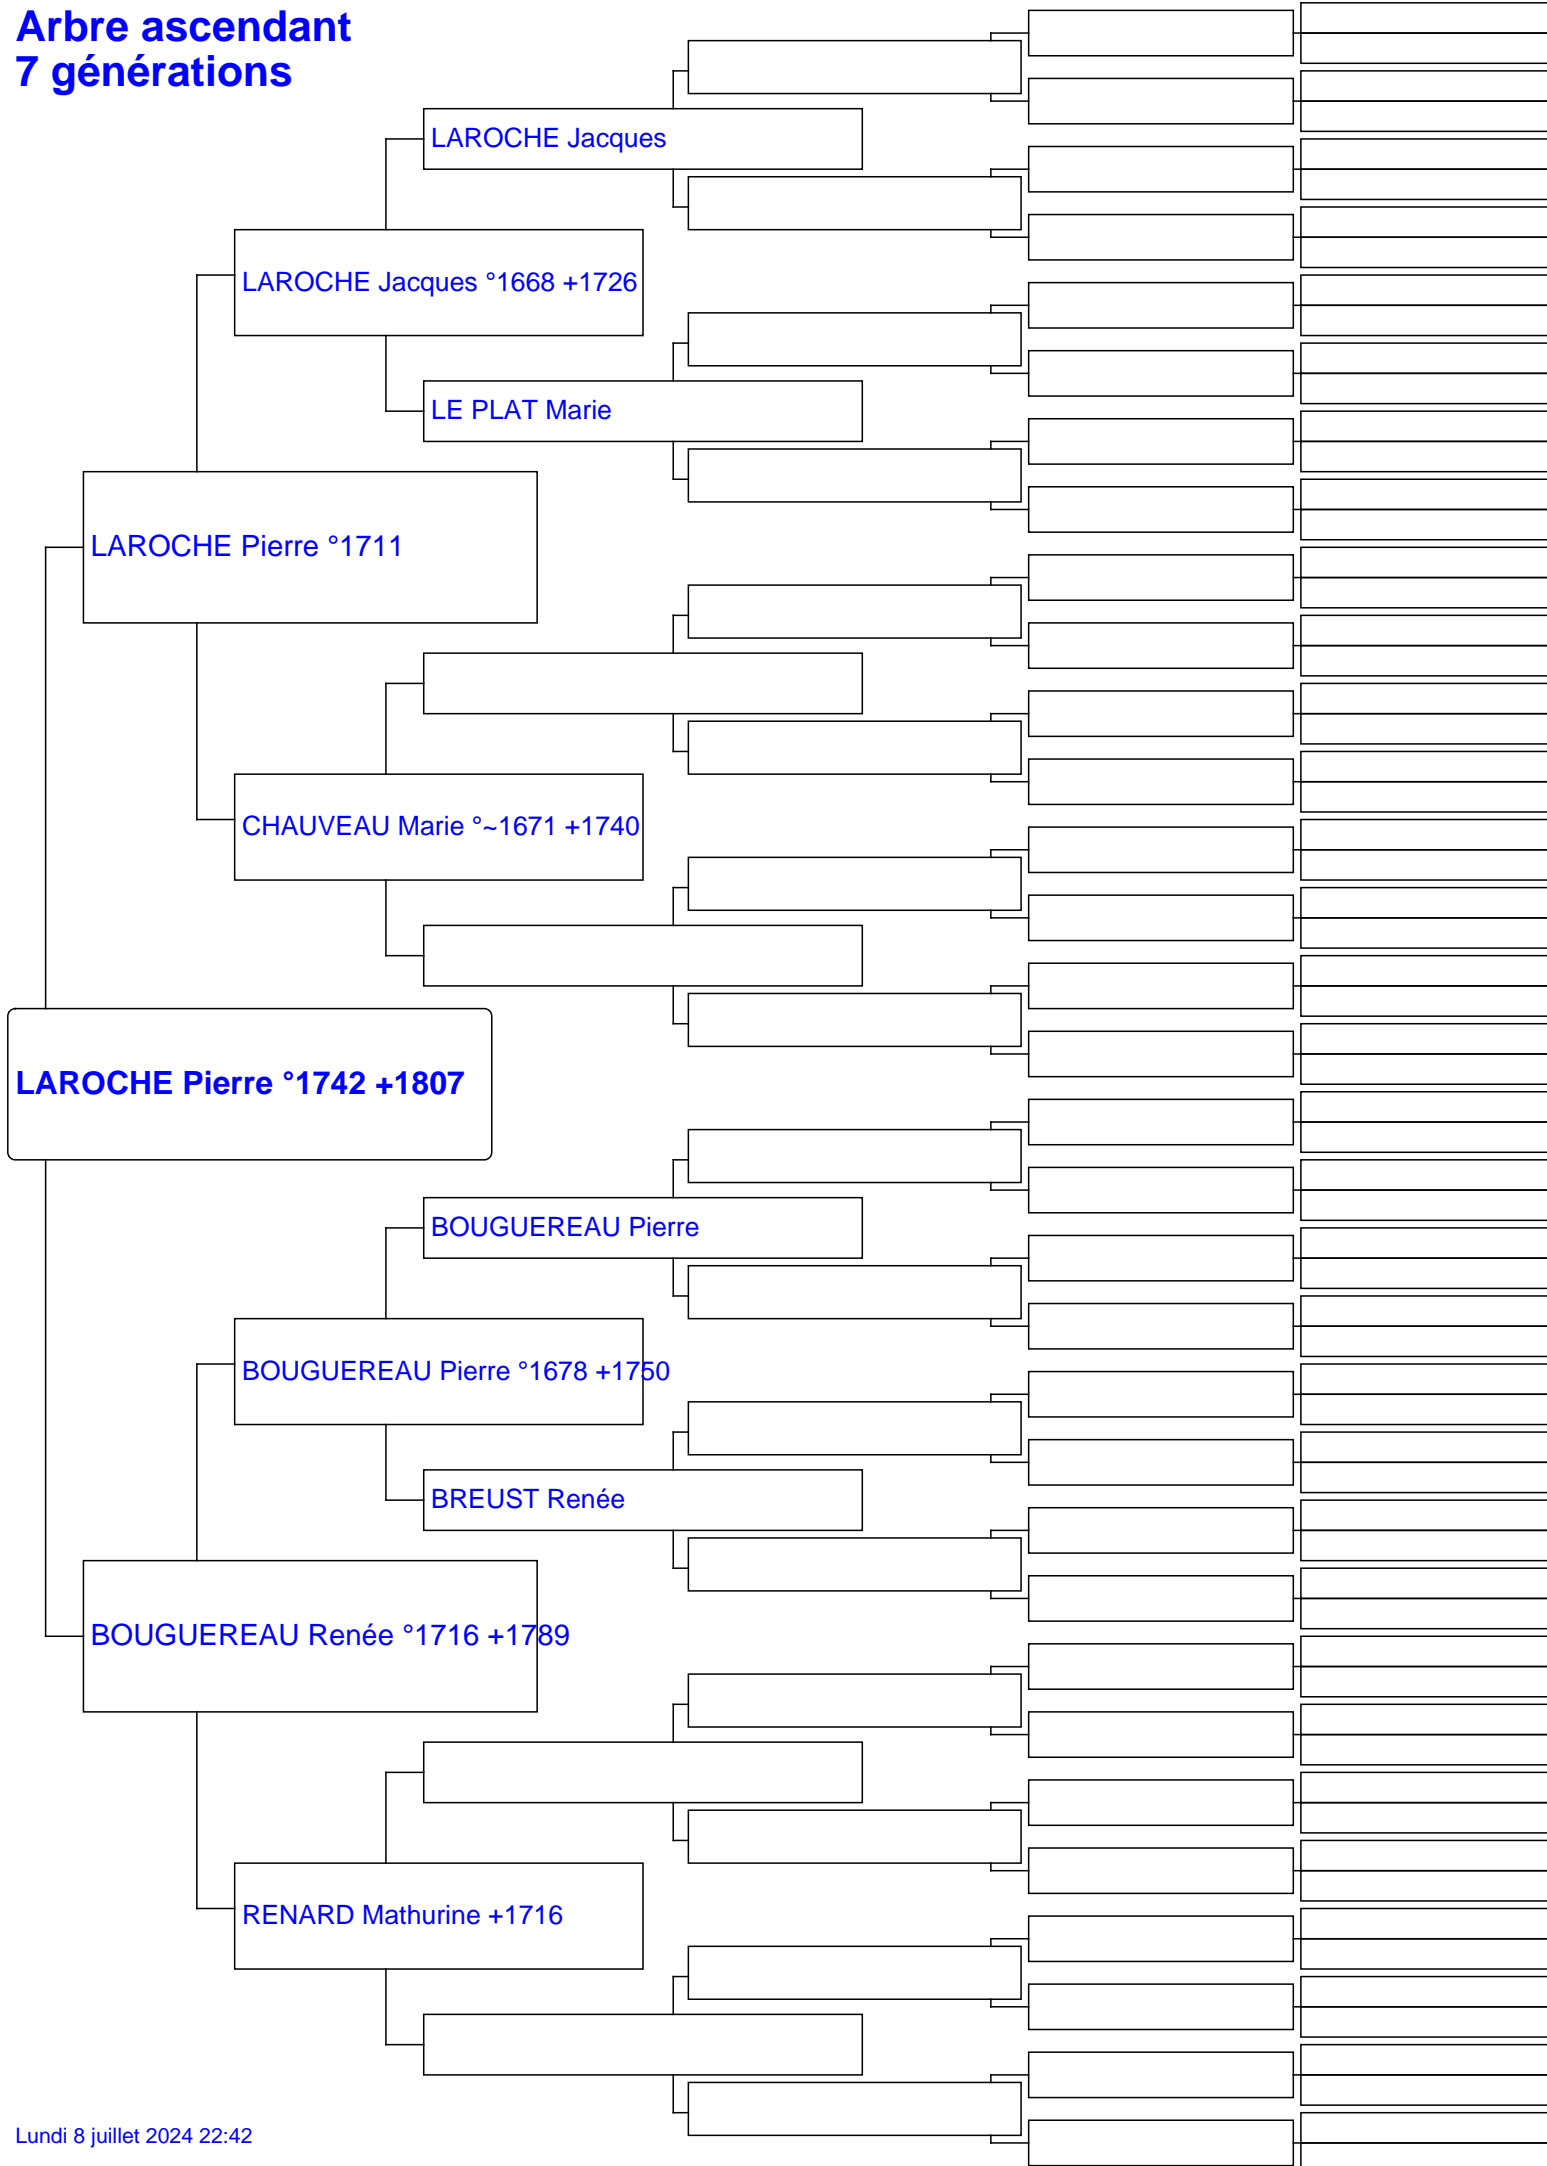 Arbre ascendant
7 générations
LAROCHE Jacques
LAROCHE Jacques °1668 +1726
LE PLAT Marie
LAROCHE Pierre °1711
CHAUVEAU Marie °~1671 +1740
LAROCHE Pierre °1742 +1807
BOUGUEREAU Pierre
BOUGUEREAU Pierre °1678 +1750
BREUST Renée
BOUGUEREAU Renée °1716 +1789
RENARD Mathurine +1716
Lundi 8 juillet 2024 22:42